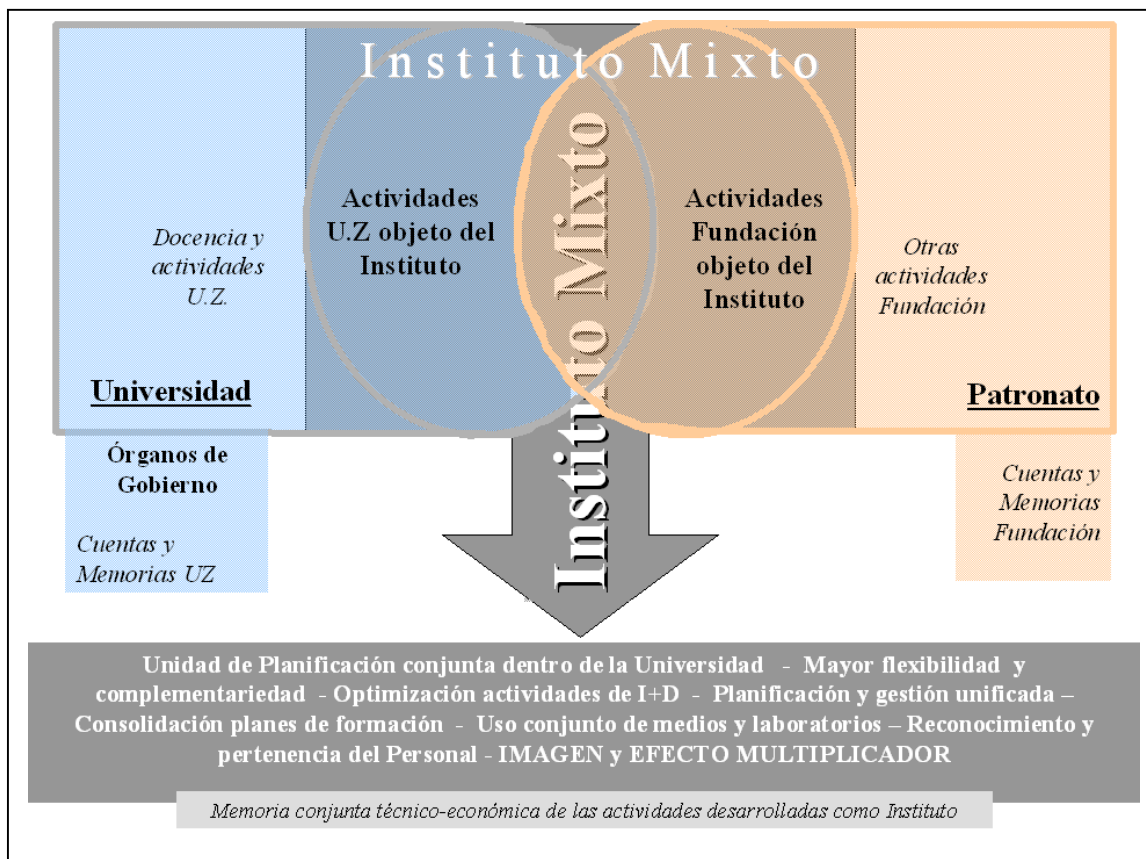 Instituto Mixto
Instituto Mixto
Docencia y
actividades
U.Z.
Actividades
U.Z objeto del
Instituto
Actividades
Fundación
objeto del
Instituto
Otras
actividades
Fundación
Universidad
Patronato
Órganos de
Gobierno
Cuentas y
Memorias UZ
Cuentas y
Memorias
Fundación
Unidad de Planificación conjunta dentro de la Universidad - Mayor flexibilidad y
complementariedad - Optimización actividades de I+D - Planificación y gestión unificada –
Consolidación planes de formación - Uso conjunto de medios y laboratorios – Reconocimiento y
pertenencia del Personal - IMAGEN y EFECTO MULTIPLICADOR
Memoria conjunta técnico-económica de las actividades desarrolladas como Instituto